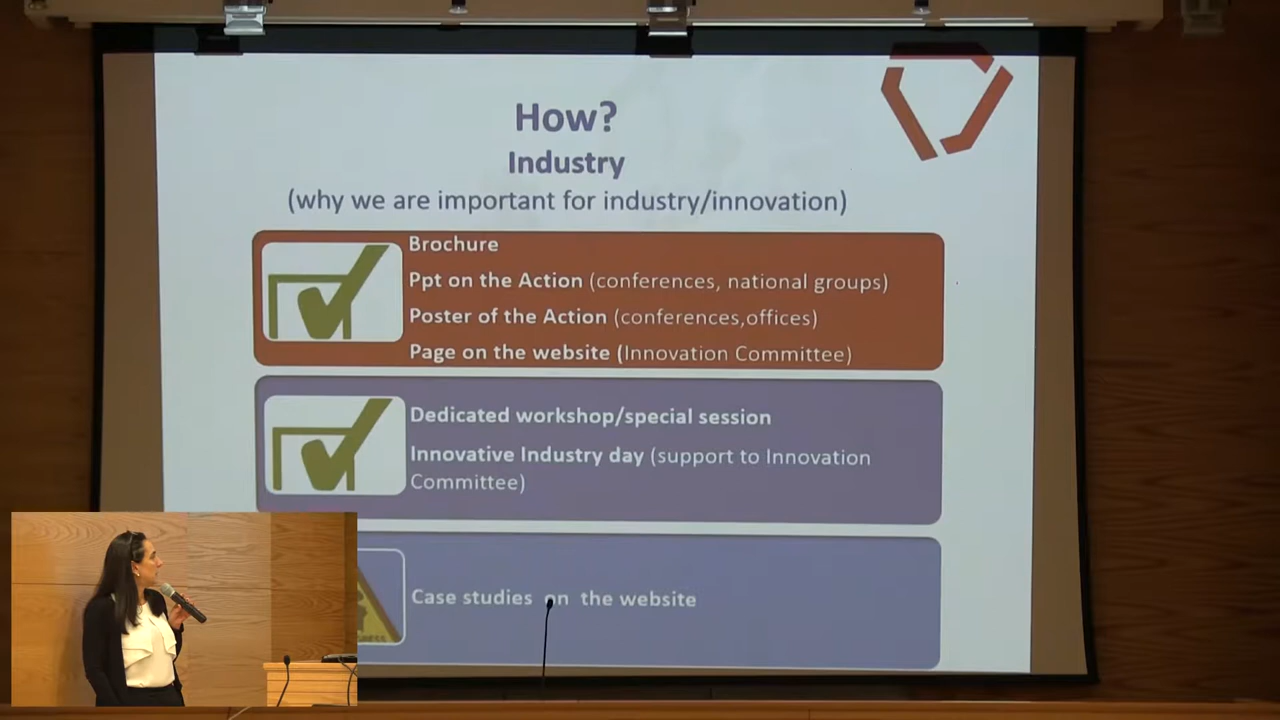 How?
Industry
(why we are important for industry/innovation)
Brochure
Ppt on the Action (conferences, national groups)
Poster of the Action (conferences,offices)
Page on the website (Innovation Committee)
Dedicated workshop/special session
Innovative Industry day (support to Innovation
Committee)
Case studies on the website